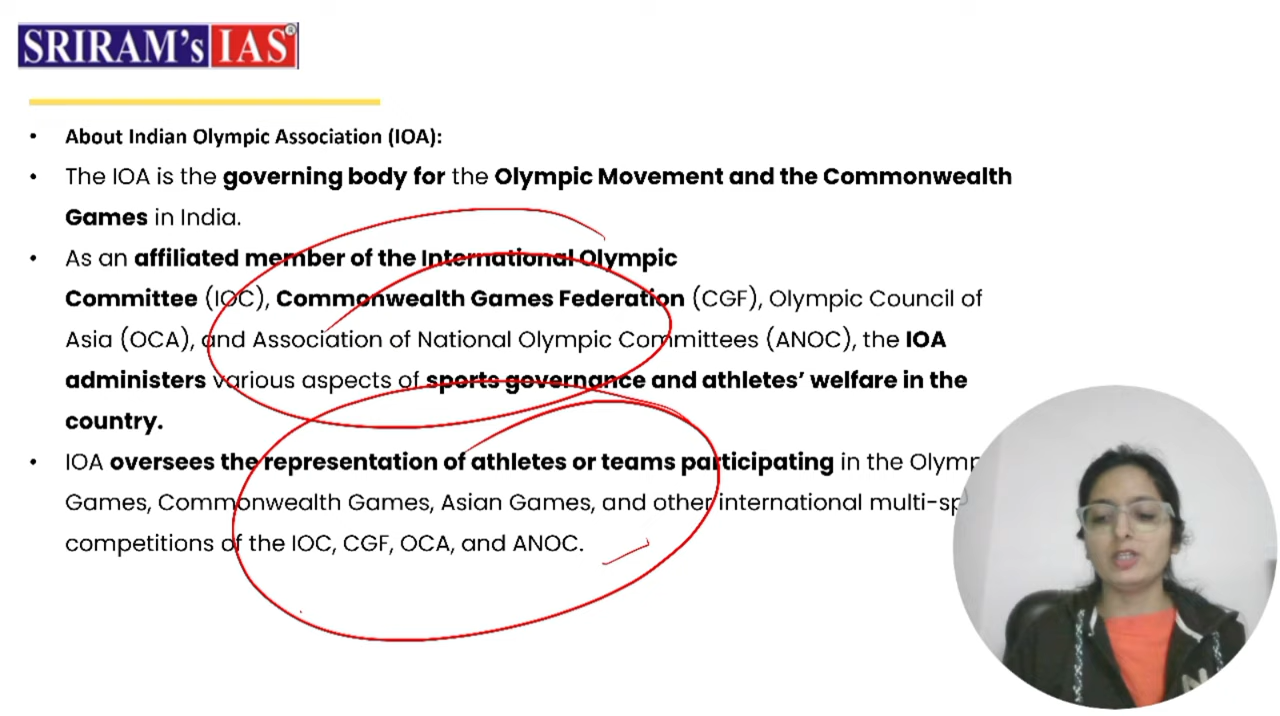 SRIRAM's IAS®
• About Indian Olympic Association (IOA):
• The IOA is the governing body for the Olympic Movement and the Commonwealth
Games in India.
• As an affiliated member of the International Olympic
Committee (IOC), Commonwealth Games Federation (CGF), Olympic Council of
Asia (OCA), and Association of National Olympic Committees (ANOC), the IOA
administers various aspects of sports governance and athletes’ welfare in the
country.
• IOA oversees the representation of athletes or teams participating in the
Games, Commonwealth Games, Asian Games, and other international
competitions of the IOC, CGF, OCA, and ANOC.